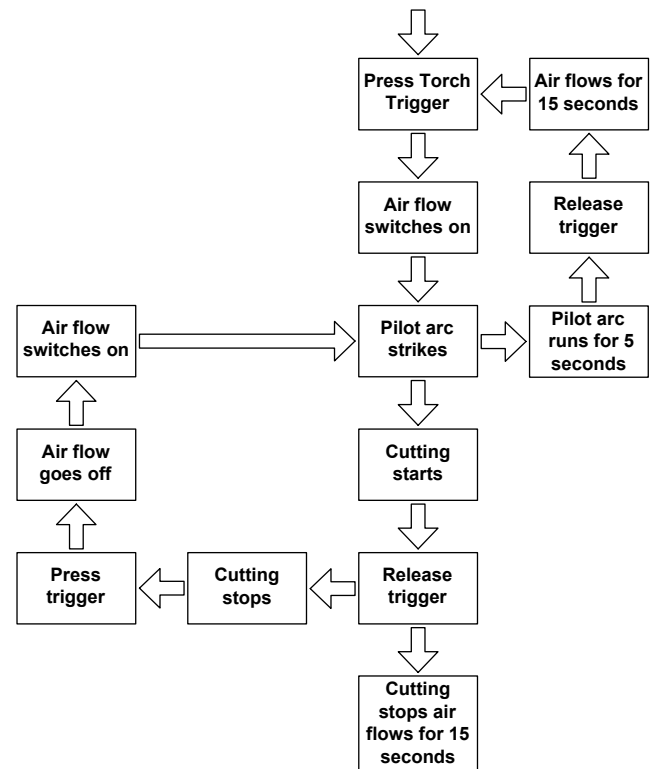 Press Torch
Trigger
Air flows for
15 seconds
Air flow
switches on
Release
trigger
Air flow
switches on
Pilot arc
strikes
Pilot arc
runs for 5
seconds
Air flow
goes off
Cutting
starts
Press
trigger
Cutting
stops
Release
trigger
Cutting
stops air
flows for 15
seconds